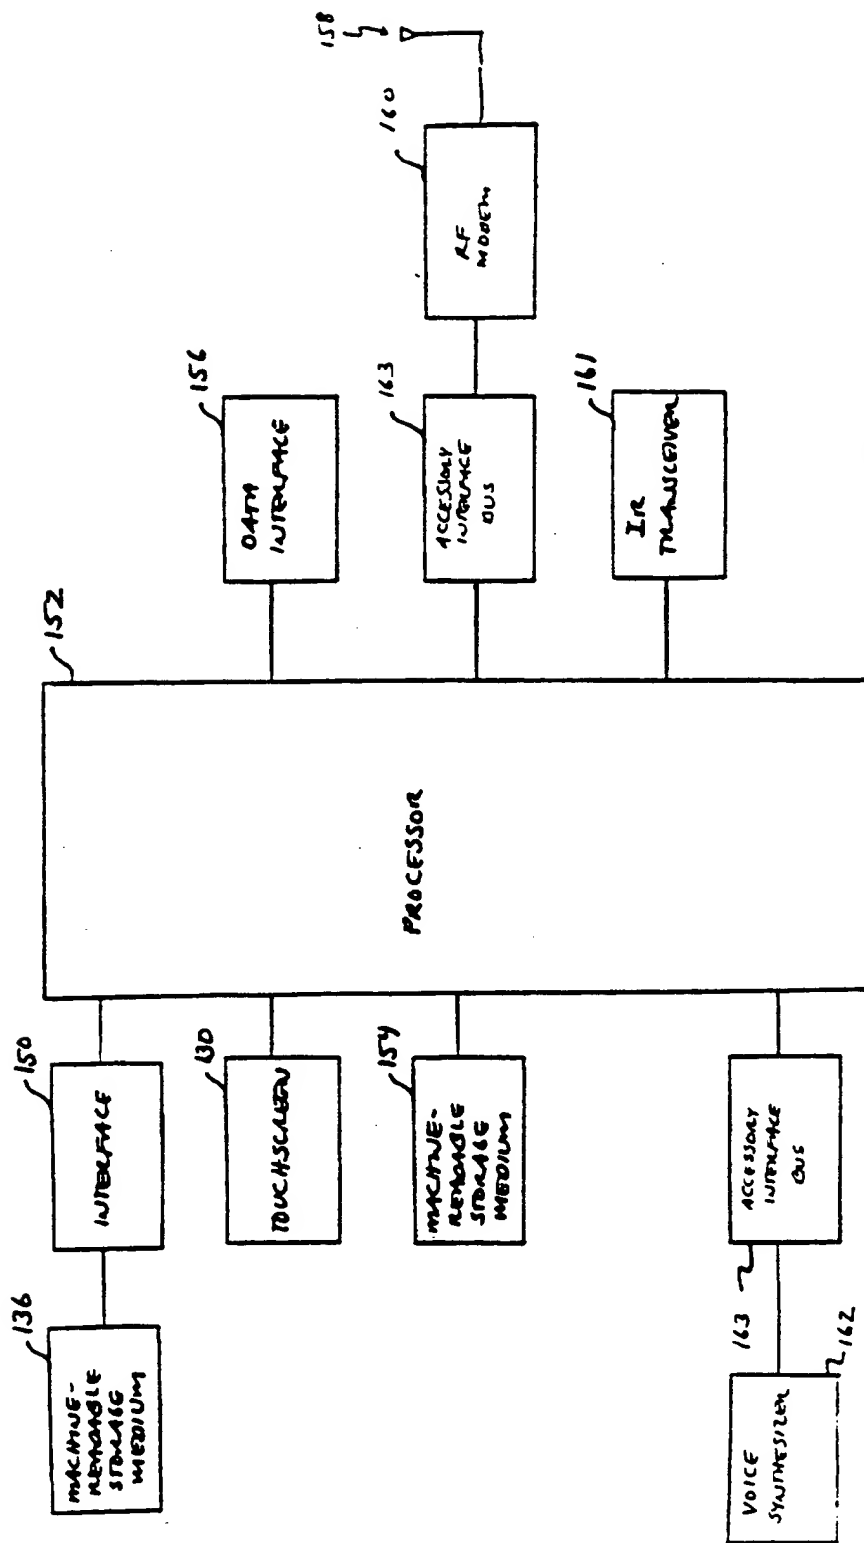 136
MACHINE-
READABLE
STORAGE
MEDIUM
150
INTERFACE
152
PROCESSOR
130
TOUCHSCREEN
154
MACHINE-
READABLE
STORAGE
MEDIUM
156
DATA
INTERFACE
163
ACCESSORY
INTERFACE
BUS
160
RF
MODEM
158
161
IR
TRANSCEIVER
VOICE
SYNTHESIZER
162
163
ACCESSORY
INTERFACE
BUS